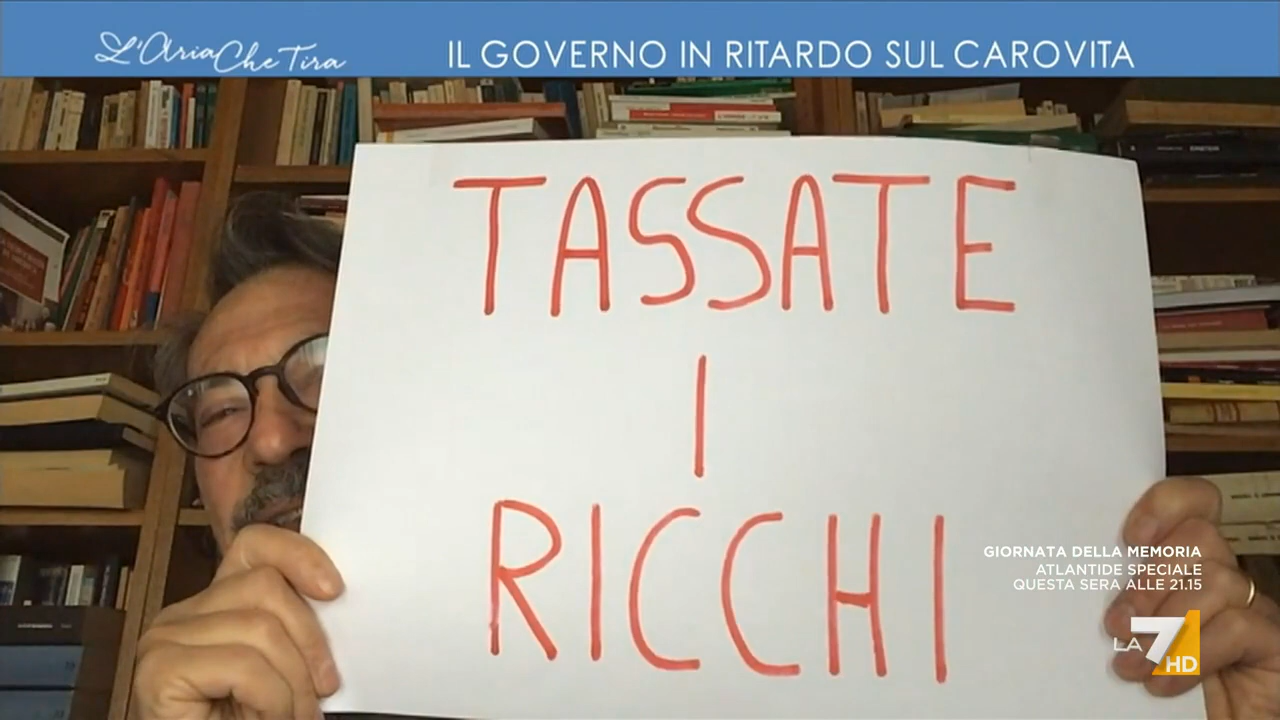 L'Aria Che Tira
IL GOVERNO IN RITARDO SUL CAROVITA
TASSATE
I
RICCHI
GIORNATA DELLA MEMORIA
ATLANTIDE SPECIALE
QUESTA SERA ALLE 21.15
LA 7
HD